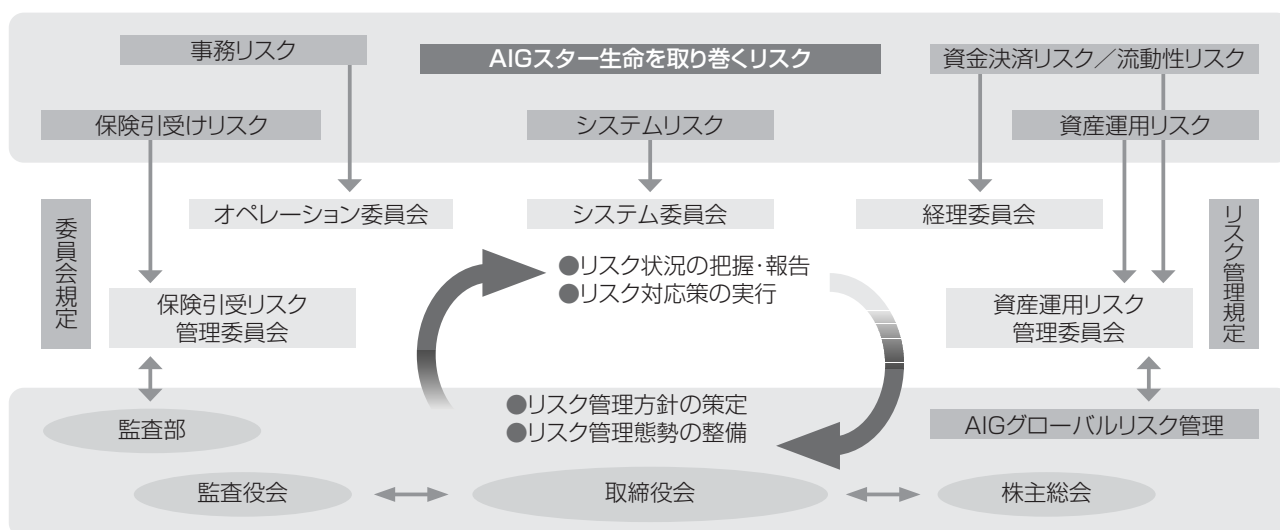 事務リスク
AIGスター生命を取り巻くリスク
資金決済リスク／流動性リスク
保険引受けリスク
システムリスク
資産運用リスク
委員会規定
オペレーション委員会
システム委員会
経理委員会
リスク管理規定
●リスク状況の把握・報告
●リスク対応策の実行
保険引受リスク
管理委員会
資産運用リスク
管理委員会
●リスク管理方針の策定
●リスク管理態勢の整備
監査部
AIGグローバルリスク管理
監査役会
取締役会
株主総会